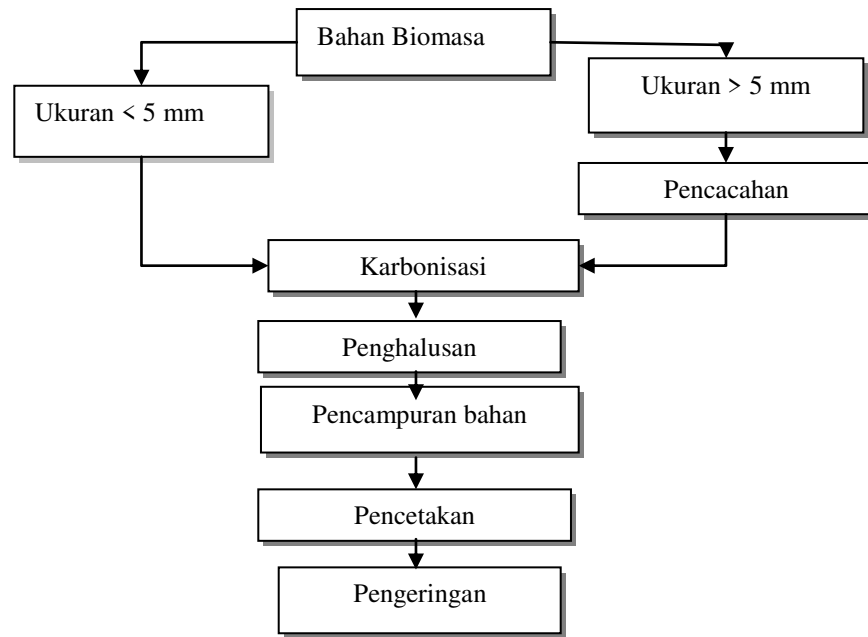 Bahan Biomasa
Ukuran < 5 mm
Ukuran > 5 mm
Pencacahan
Karbonisasi
Penghalusan
Pencampuran bahan
Pencetakan
Pengeringan